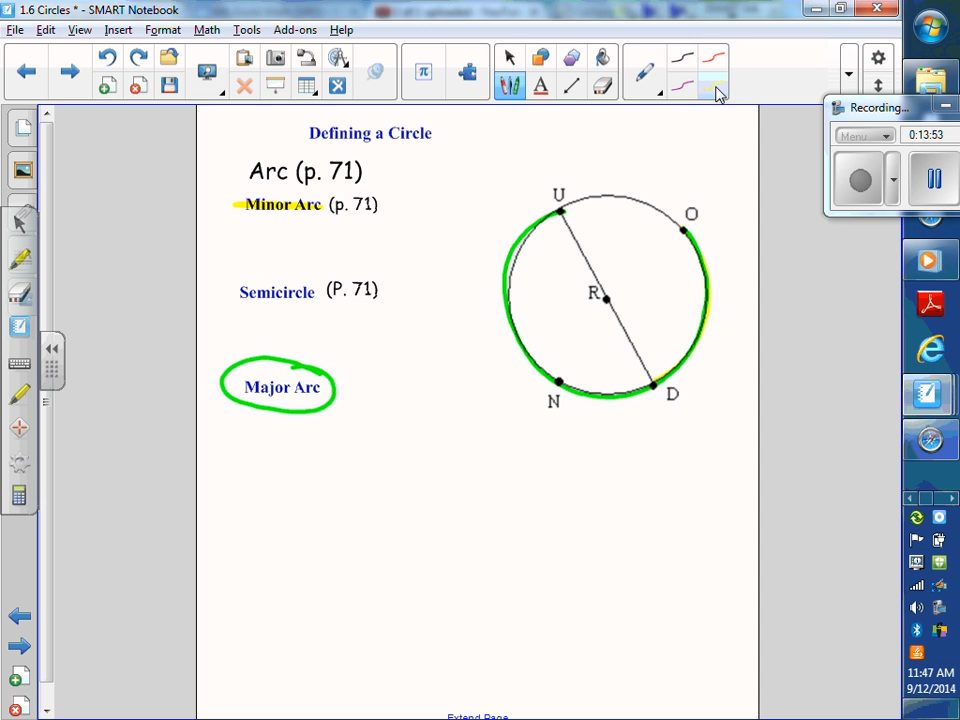 1.6 Circles * - SMART Notebook
File Edit View Insert Format Math Tools Add-ons Help
Recording...
Menu 0:13:53
Defining a Circle
Arc (p. 71)
Minor Arc (p. 71)
U
O
Semicircle (P. 71)
R
Major Arc
N
D
Extend Page
11:47 AM
9/12/2014